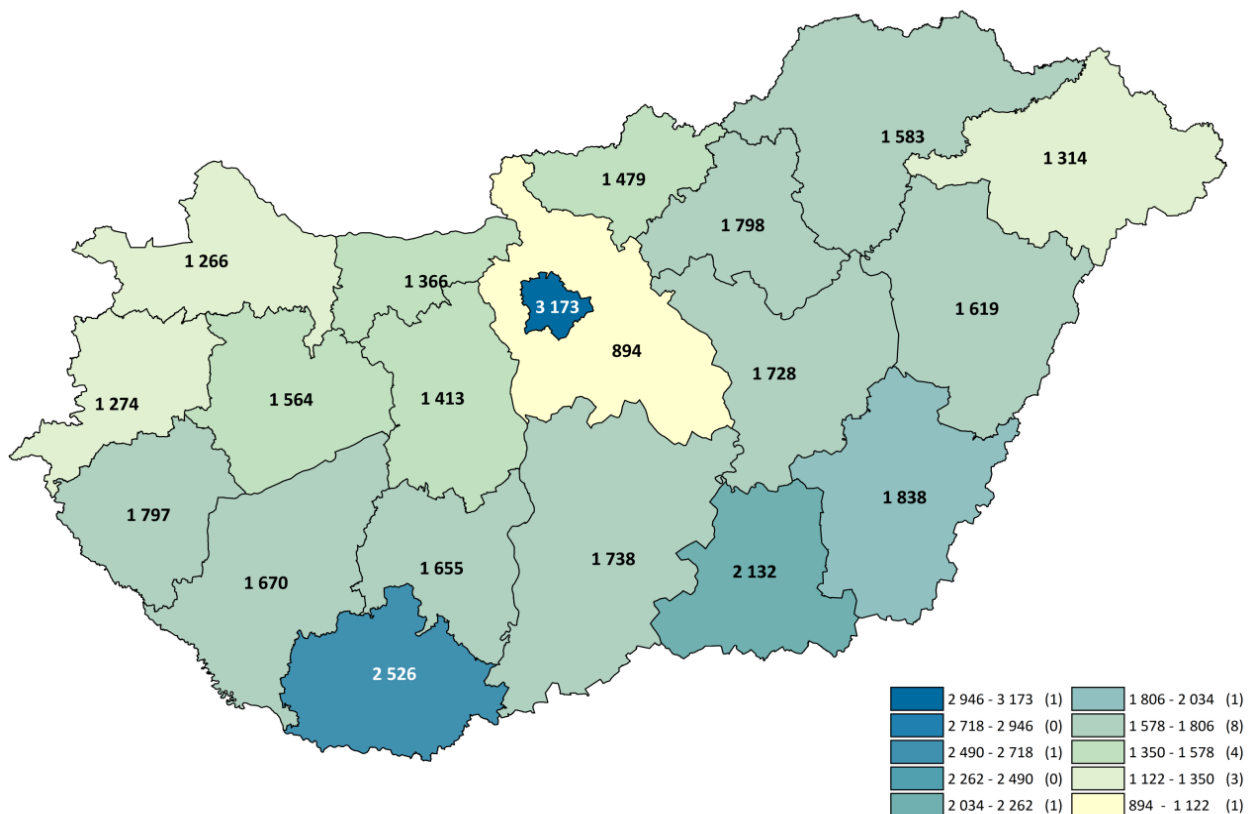 1 583
1 314
1 479
1 798
1 266
1 366
3 173
1 619
894
1 728
1 274
1 564
1 413
1 838
1 797
1 738
2 132
1 670
1 655
2 526
2 946 - 3 173 (1)
2 718 - 2 946 (0)
2 490 - 2 718 (1)
2 262 - 2 490 (0)
2 034 - 2 262 (1)
1 806 - 2 034 (1)
1 578 - 1 806 (8)
1 350 - 1 578 (4)
1 122 - 1 350 (3)
894 - 1 122 (1)